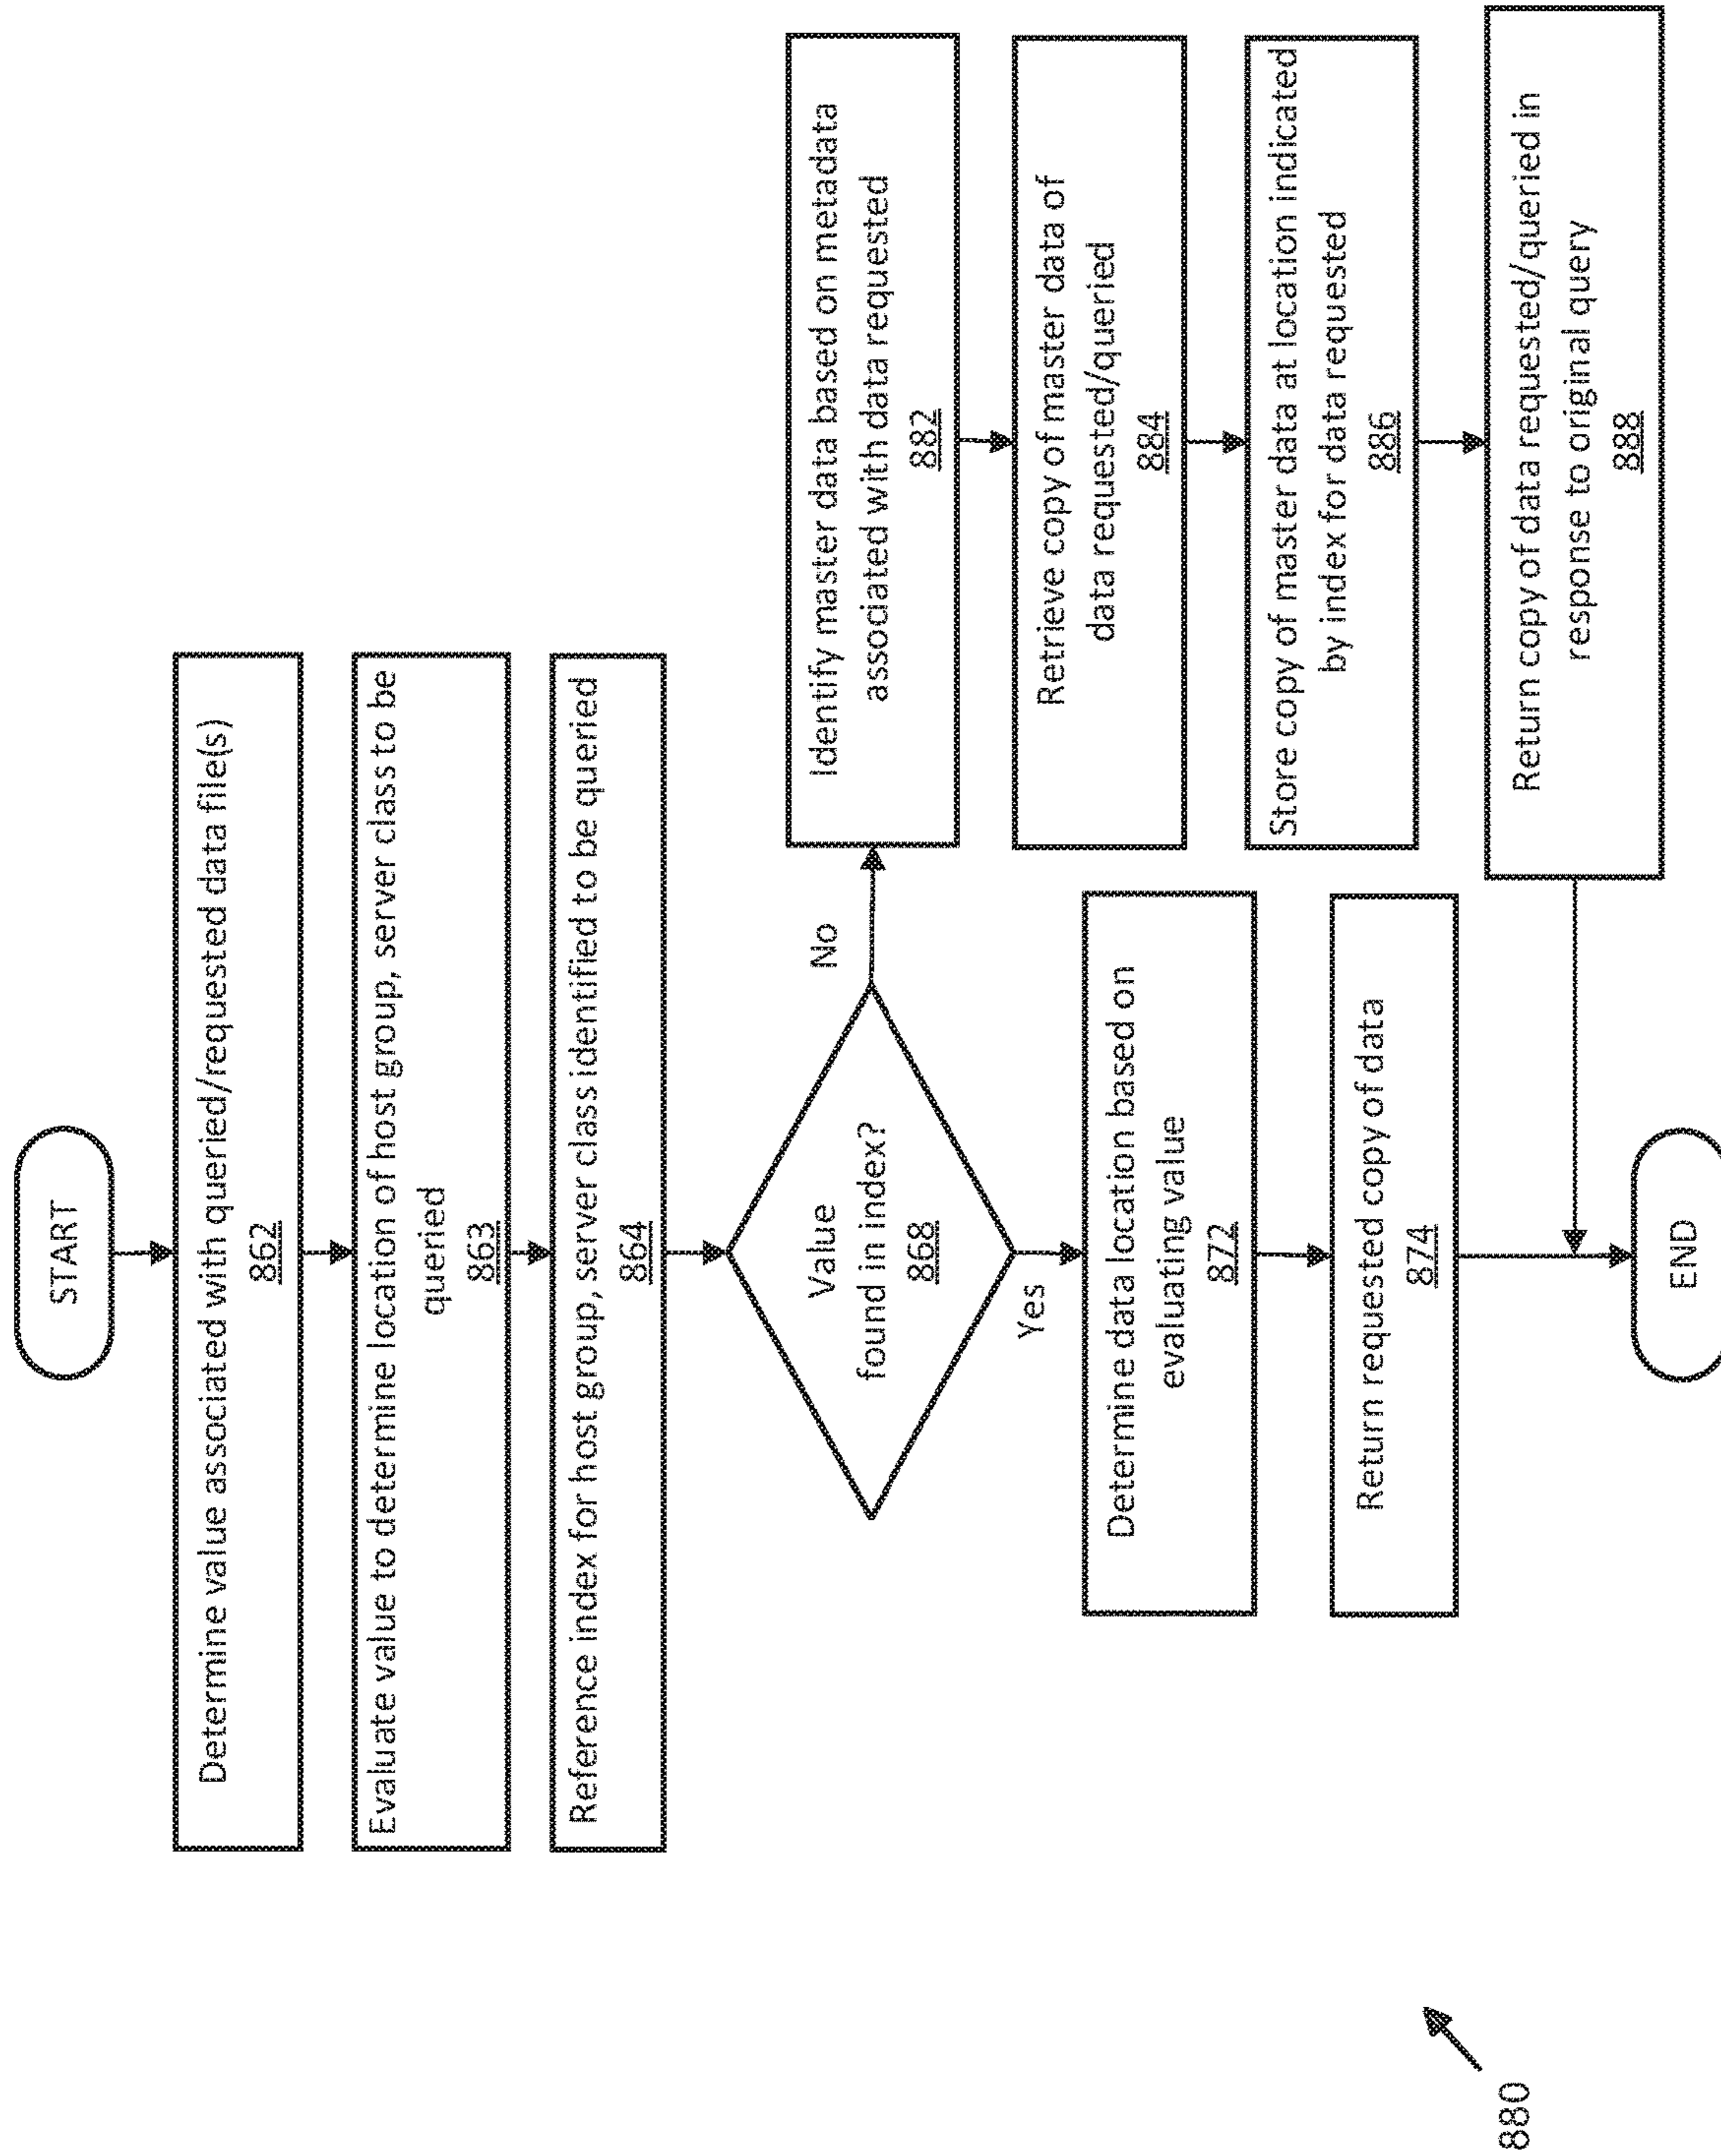 START
Determine value associated with queried/requested data file(s)
862
Evaluate value to determine location of host group, server class to be
queried
863
Reference index for host group, server class identified to be queried
864
Value
found in index?
868
No
Yes
Identify master data based on metadata
associated with data requested
882
Retrieve copy of master data of
data requested/queried
884
Store copy of master data at location indicated
by index for data requested
886
Return copy of data requested/queried in
response to original query
888
Determine data location based on
evaluating value
872
Return requested copy of data
874
END
880